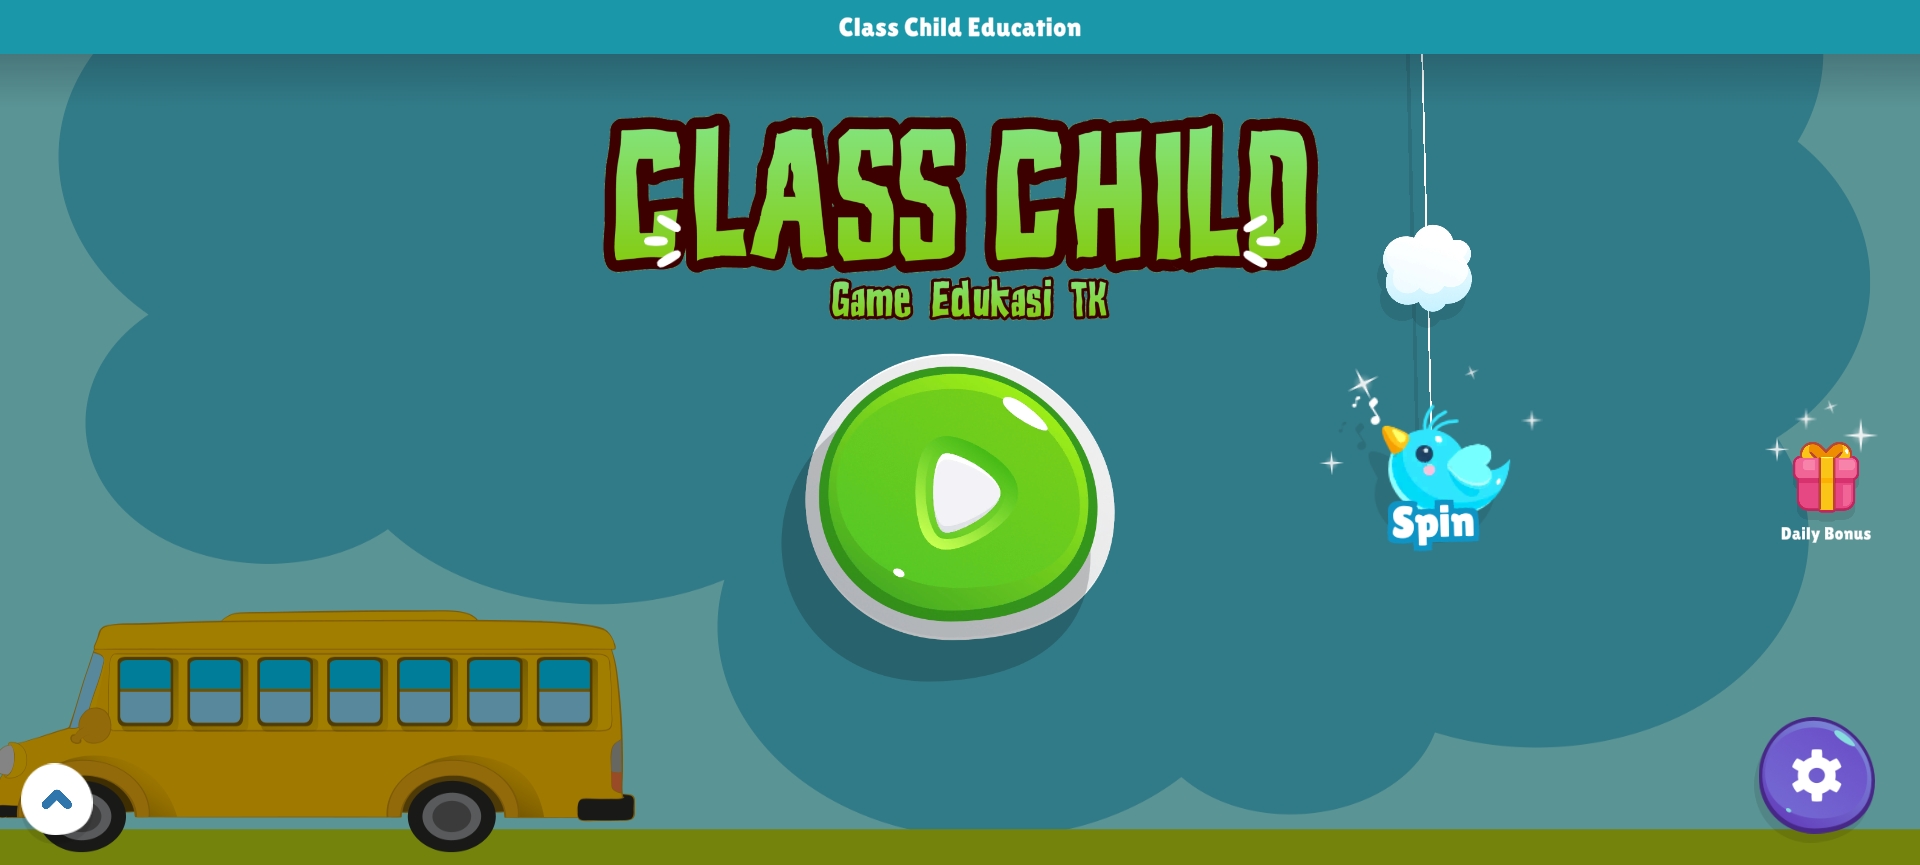 Class Child Education
CLASS CHILD
Game Edukasi TK
Spin
Daily Bonus